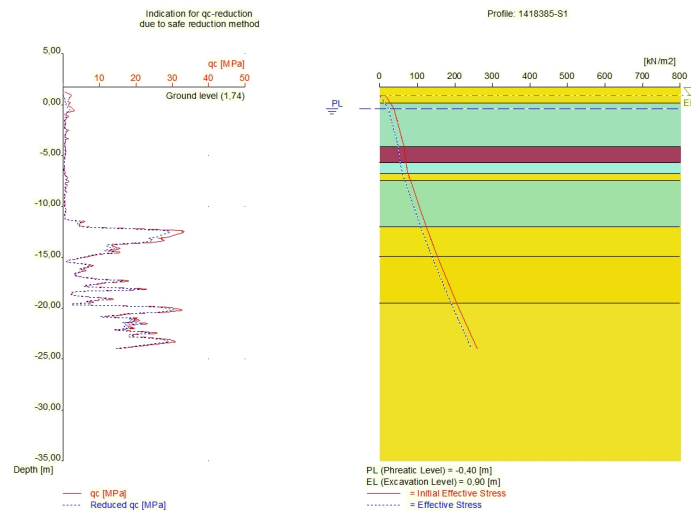 Indication for qc-reduction
due to safe reduction method
qc [MPa]
10 20 30 40 50
5,00
0,00
-5,00
-10,00
-15,00
-20,00
-25,00
-30,00
-35,00
Ground level (1,74)
Depth [m]
qc [MPa]
Reduced qc [MPa]
Profile: 1418385-S1
[kN/m2]
0 100 200 300 400 500 600 700 800
PL
EL
PL (Phreatic Level) = -0,40 [m]
EL (Excavation Level) = 0,90 [m]
= Initial Effective Stress
= Effective Stress